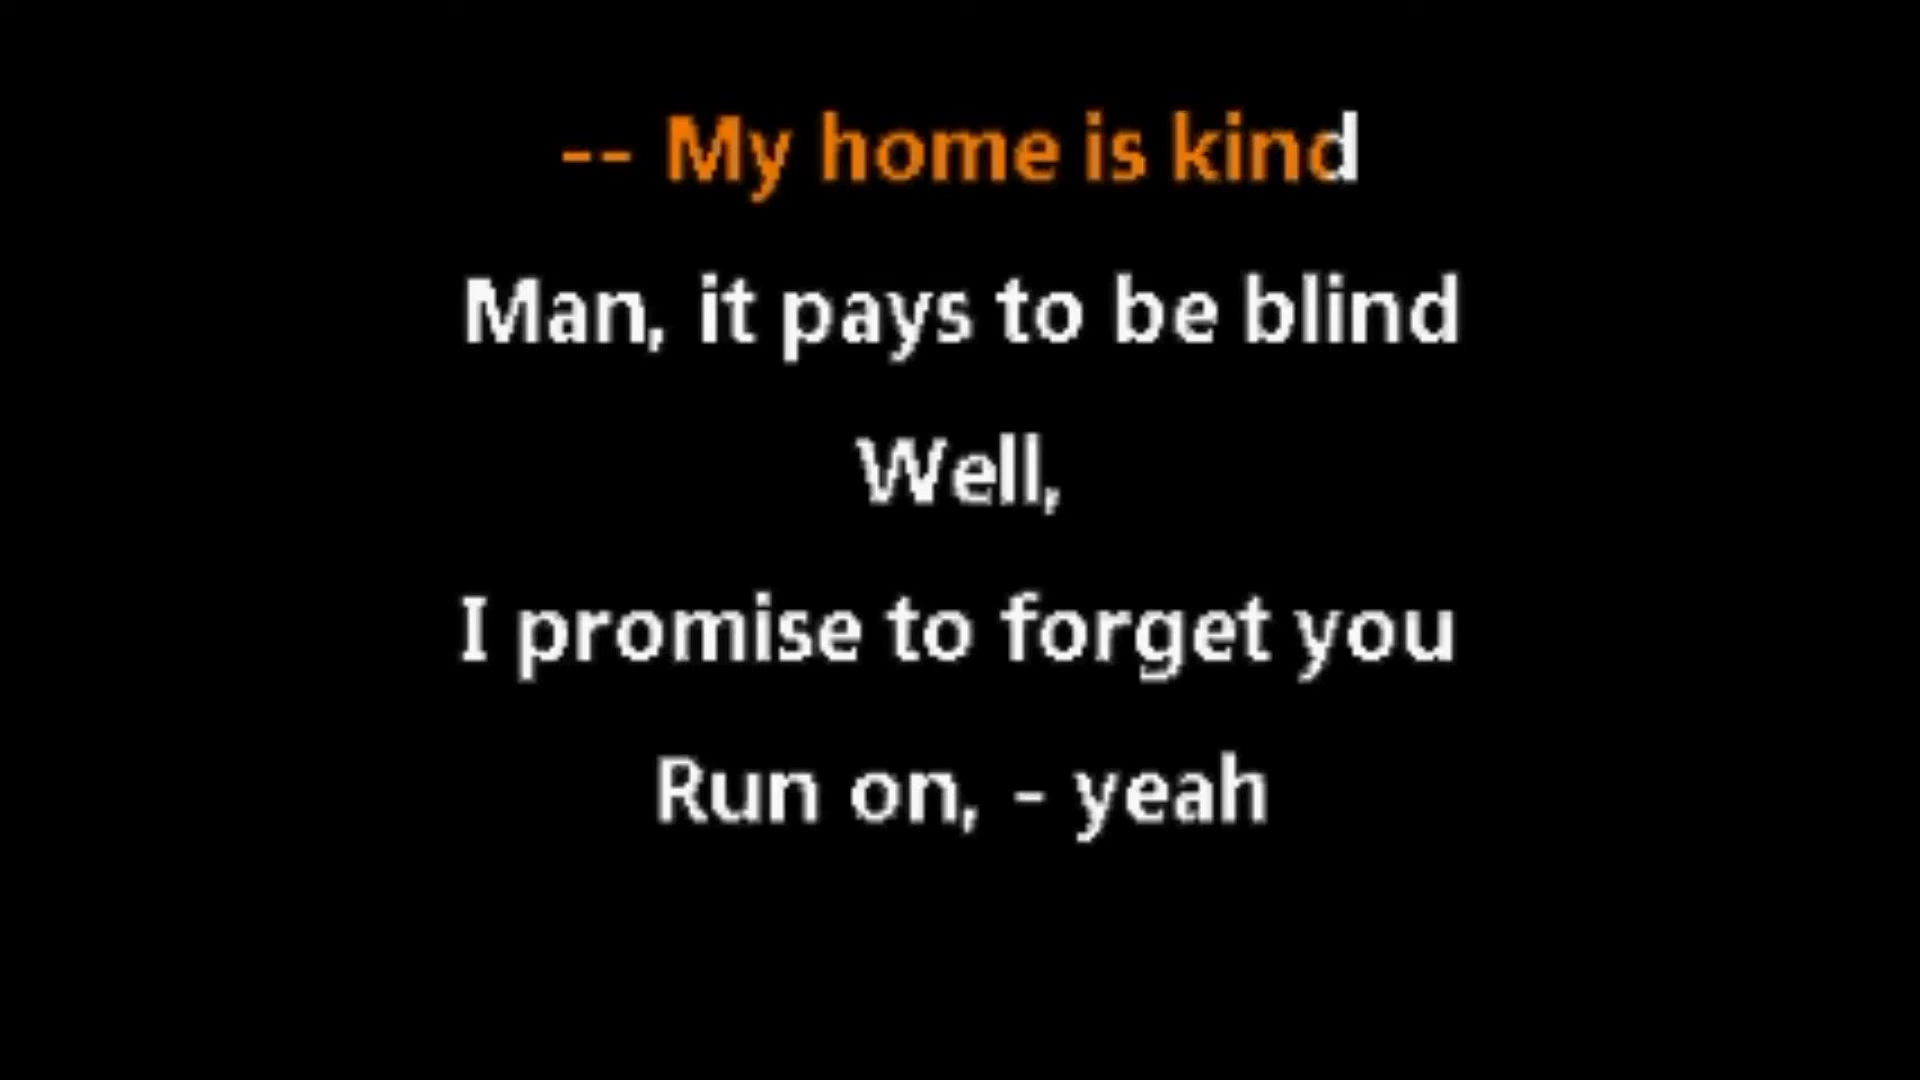 -- My home is kind
Man, it pays to be blind
Well,
I promise to forget you
Run on, - yeah